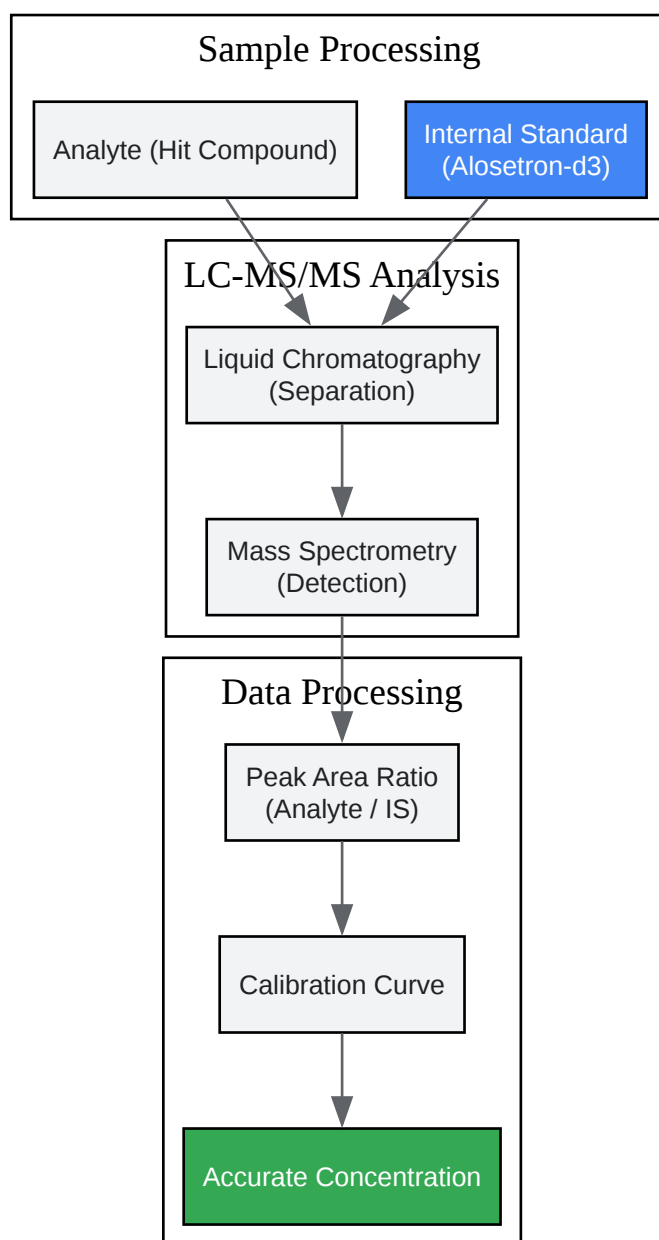 Sample Processing
Analyte (Hit Compound)
Internal Standard
(Alosetron-d3)
LC-MS/MS Analysis
Liquid Chromatography
(Separation)
Mass Spectrometry
(Detection)
Data Processing
Peak Area Ratio
(Analyte / IS)
Calibration Curve
Accurate Concentration